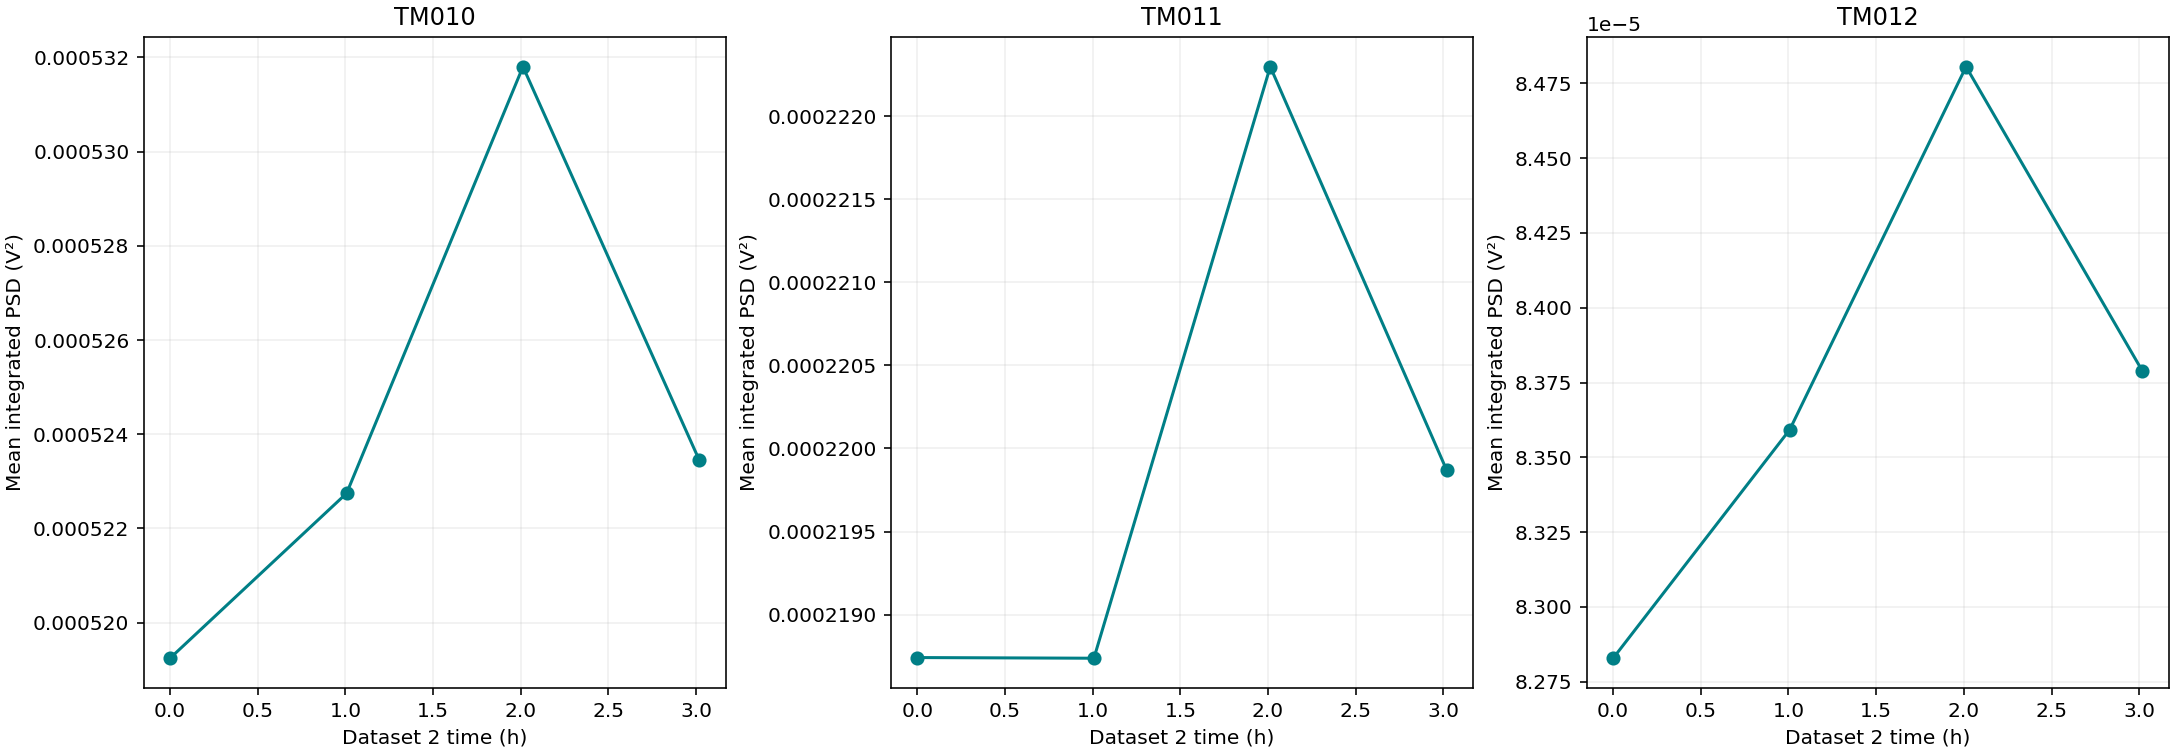 TM010
0.000532
0.000530
0.000528
0.000526
0.000524
0.000522
0.000520
Mean integrated PSD (V²)
0.0 0.5 1.0 1.5 2.0 2.5 3.0
Dataset 2 time (h)
TM011
0.0002220
0.0002215
0.0002210
0.0002205
0.0002200
0.0002195
0.0002190
Mean integrated PSD (V²)
0.0 0.5 1.0 1.5 2.0 2.5 3.0
Dataset 2 time (h)
TM012
1e−5
8.475
8.450
8.425
8.400
8.375
8.350
8.325
8.300
8.275
Mean integrated PSD (V²)
0.0 0.5 1.0 1.5 2.0 2.5 3.0
Dataset 2 time (h)